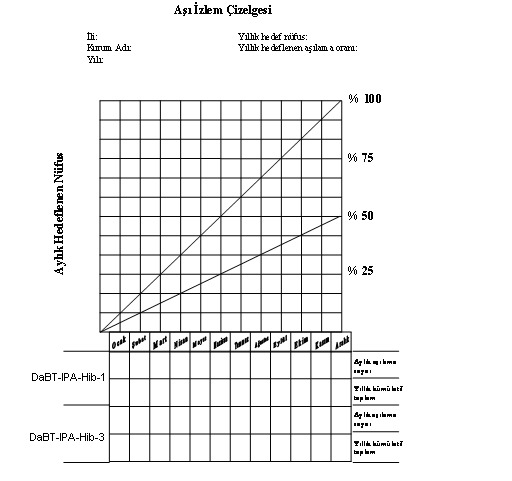 Aşı İzlem Çizelgesi
İli:
Yıllık hedef nüfus:
Kurum Adı:
Yıllık hedeflenen aşılama oranı:
Yılı:
Aylık Hedeflenen Nüfus
% 100
% 75
% 50
% 25
Ocak Şubat Mart Nisan Mayıs Haziran Temmuz Ağustos Eylül Ekim Kasım Aralık
DaBT-IPA-Hib-1
Aylık aşılama
sayısı
Yıllık kümülatif
toplam
DaBT-IPA-Hib-3
Aylık aşılama
sayısı
Yıllık kümülatif
toplam